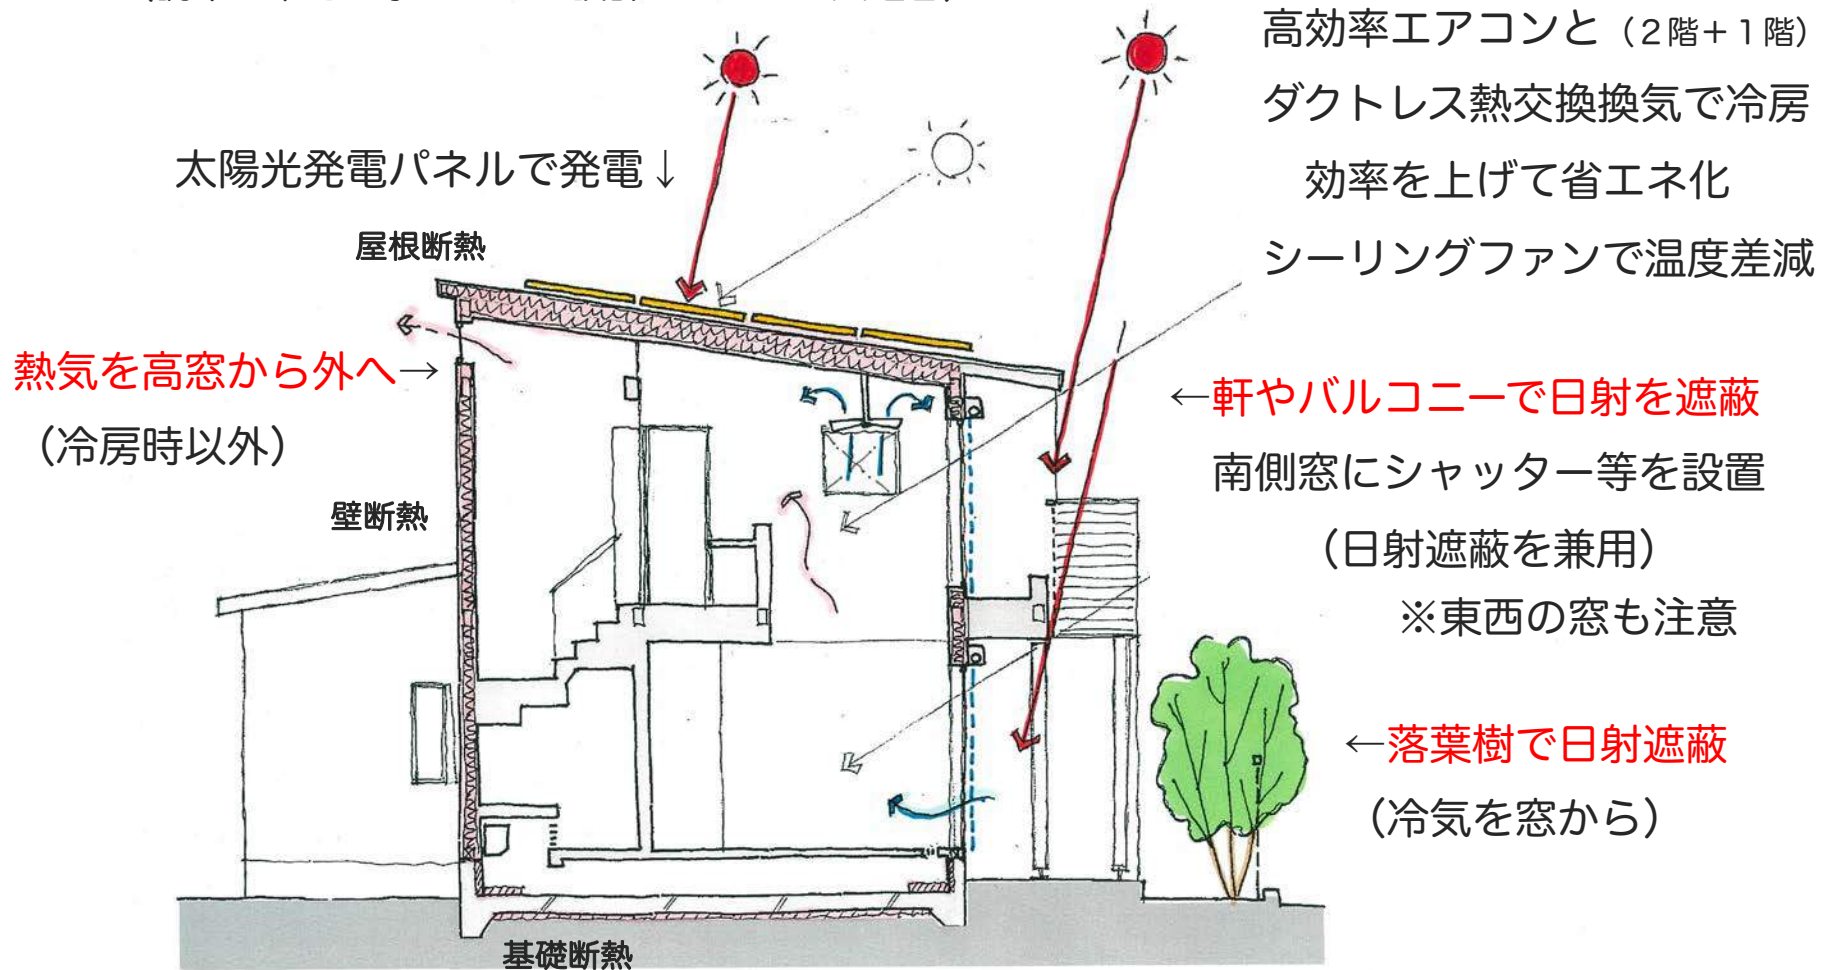 高効率エアコンと（２階＋１階）
ダクトレス熱交換換気で冷房
効率を上げて省エネ化
シーリングファンで温度差減
太陽光発電パネルで発電↓
屋根断熱
熱気を高窓から外へ→
（冷房時以外）
壁断熱
←軒やバルコニーで日射を遮蔽
南側窓にシャッター等を設置
（日射遮蔽を兼用）
※東西の窓も注意
←落葉樹で日射遮蔽
（冷気を窓から）
基礎断熱